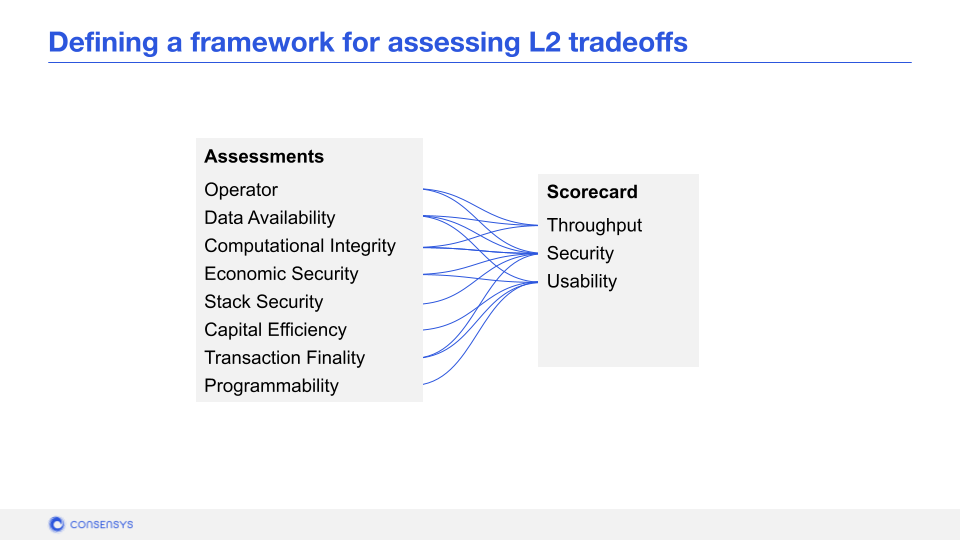 Defining a framework for assessing L2 tradeoffs
Assessments
Operator
Data Availability
Computational Integrity
Economic Security
Stack Security
Capital Efficiency
Transaction Finality
Programmability
Scorecard
Throughput
Security
Usability
CONSENSYS